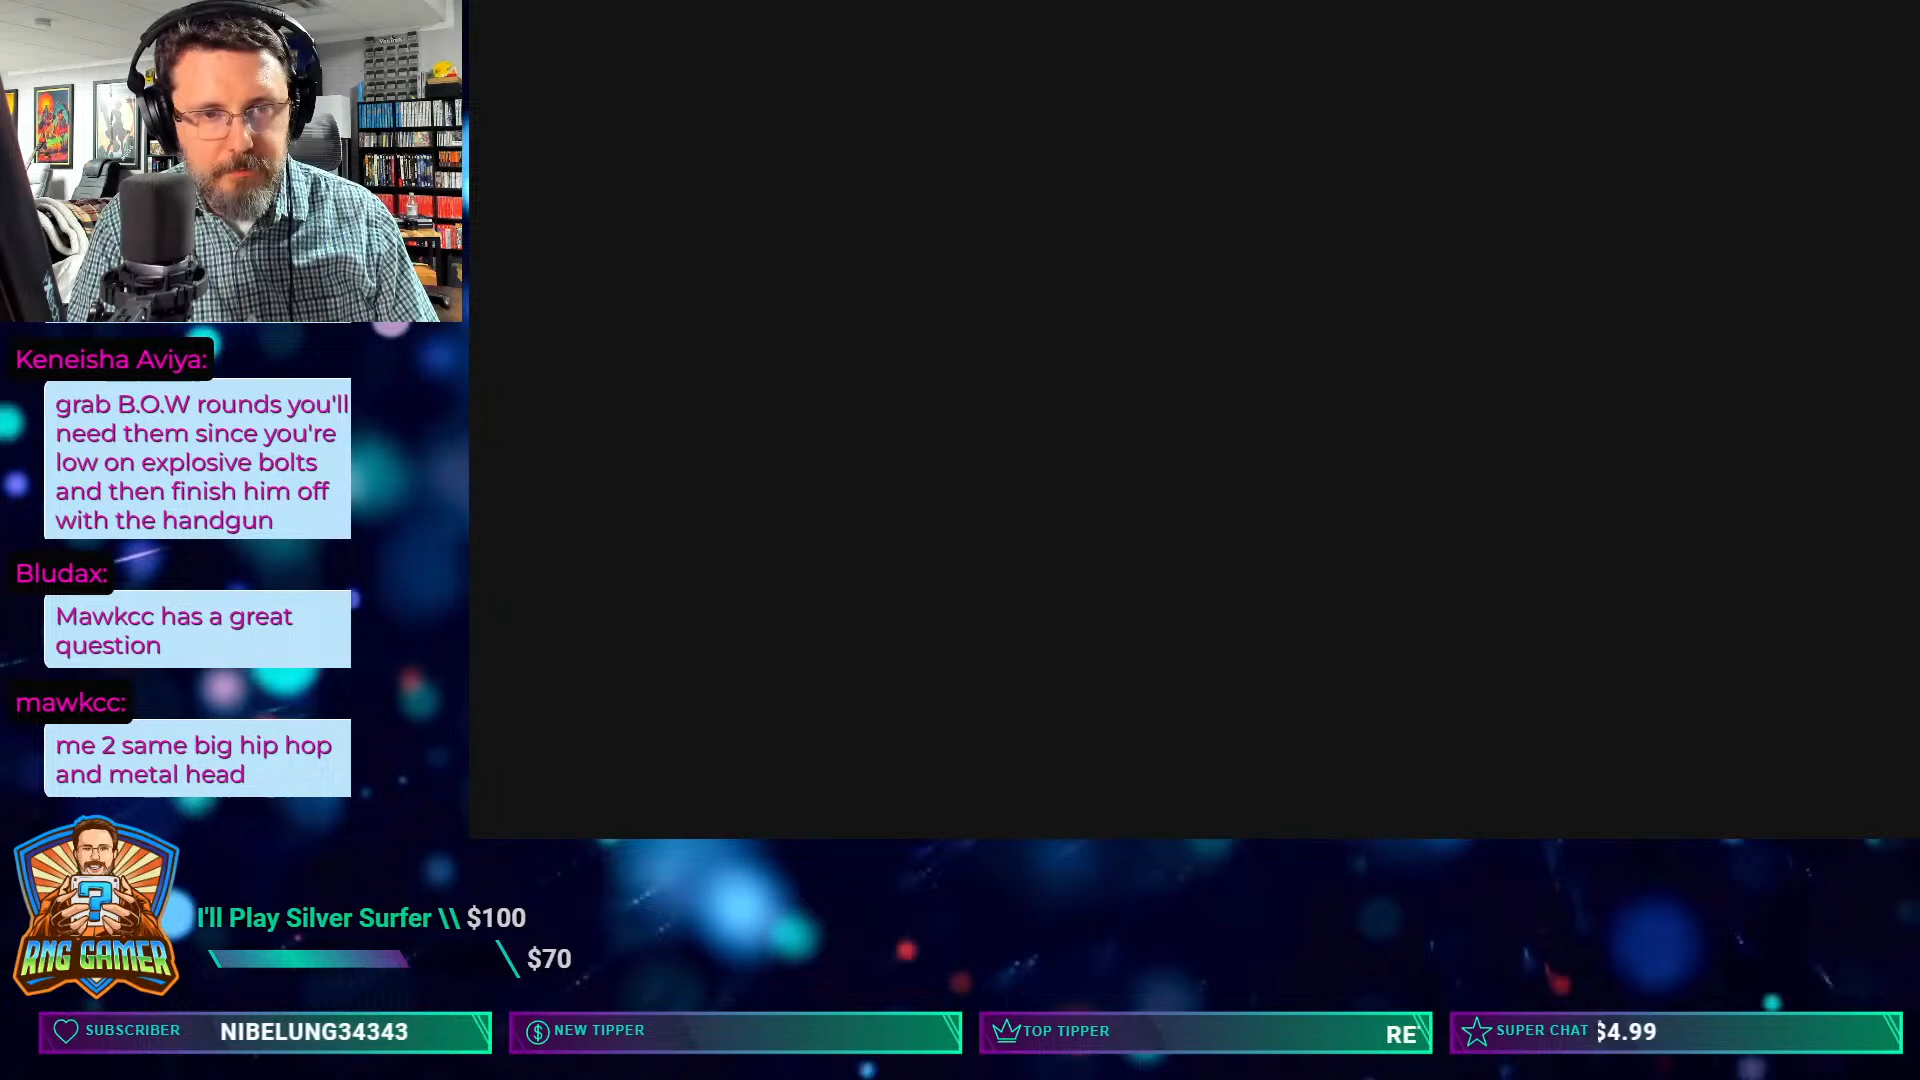 Keneisha Aviya:
grab B.O.W rounds you'll
need them since you're
low on explosive bolts
and then finish him off
with the handgun
Bludax:
Mawkcc has a great
question
mawkcc:
me 2 same big hip hop
and metal head
?
RNG GAMER
I'll Play Silver Surfer \\ $100
$70
SUBSCRIBER NIBELUNG34343
NEW TIPPER
TOP TIPPER RE
SUPER CHAT $4.99